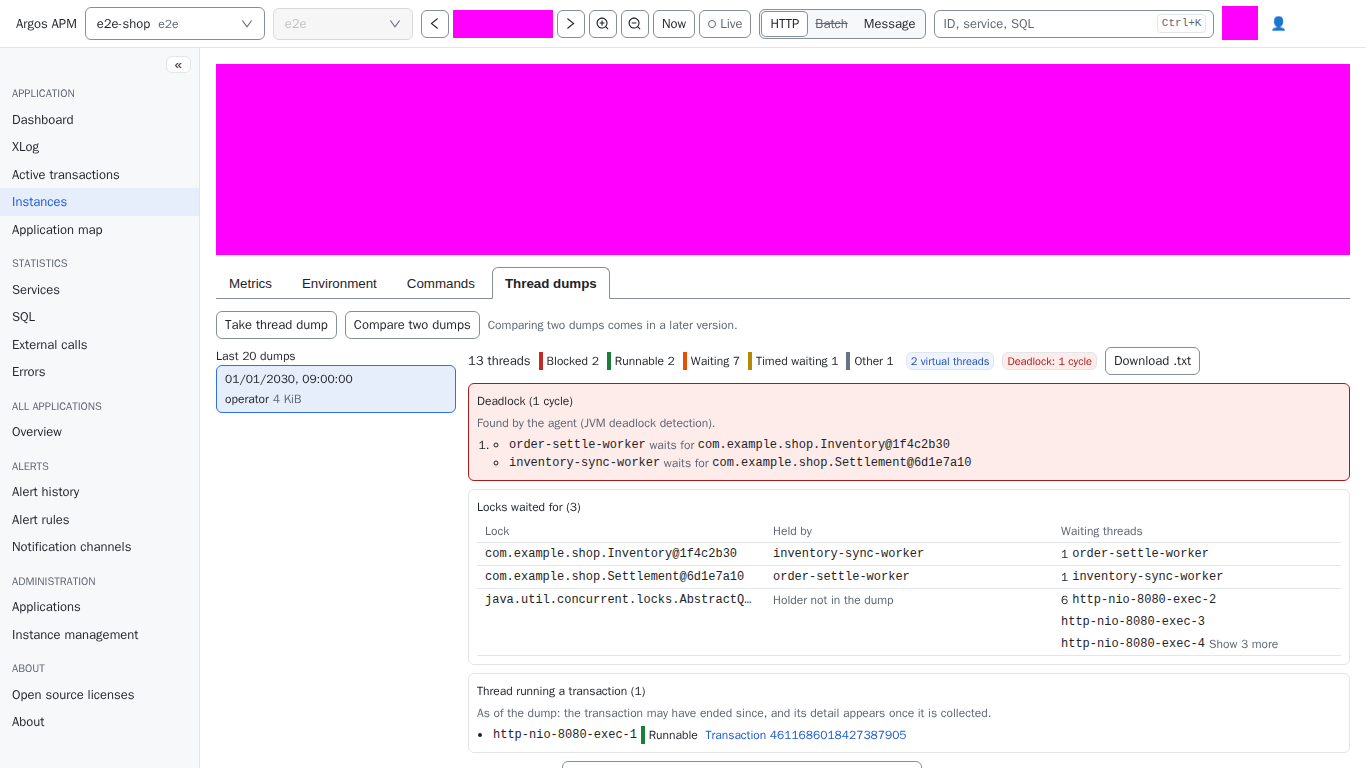 Argos APM
e2e-shop e2e
e2e
Now
Live
HTTP Batch Message
ID, service, SQL Ctrl+K
«
APPLICATION
Dashboard
XLog
Active transactions
Instances
Application map
STATISTICS
Services
SQL
External calls
Errors
ALL APPLICATIONS
Overview
ALERTS
Alert history
Alert rules
Notification channels
ADMINISTRATION
Applications
Instance management
ABOUT
Open source licenses
About
Metrics Environment Commands Thread dumps
Take thread dump Compare two dumps Comparing two dumps comes in a later version.
Last 20 dumps
01/01/2030, 09:00:00
operator 4 KiB
13 threads Blocked 2 Runnable 2 Waiting 7 Timed waiting 1 Other 1 2 virtual threads Deadlock: 1 cycle Download .txt
Deadlock (1 cycle)
Found by the agent (JVM deadlock detection).
1. order-settle-worker waits for com.example.shop.Inventory@1f4c2b30
inventory-sync-worker waits for com.example.shop.Settlement@6d1e7a10
Locks waited for (3)
Lock Held by Waiting threads
com.example.shop.Inventory@1f4c2b30 inventory-sync-worker 1 order-settle-worker
com.example.shop.Settlement@6d1e7a10 order-settle-worker 1 inventory-sync-worker
java.util.concurrent.locks.AbstractQ… Holder not in the dump 6 http-nio-8080-exec-2
http-nio-8080-exec-3
http-nio-8080-exec-4 Show 3 more
Thread running a transaction (1)
As of the dump: the transaction may have ended since, and its detail appears once it is collected.
http-nio-8080-exec-1 Runnable Transaction 4611686018427387905